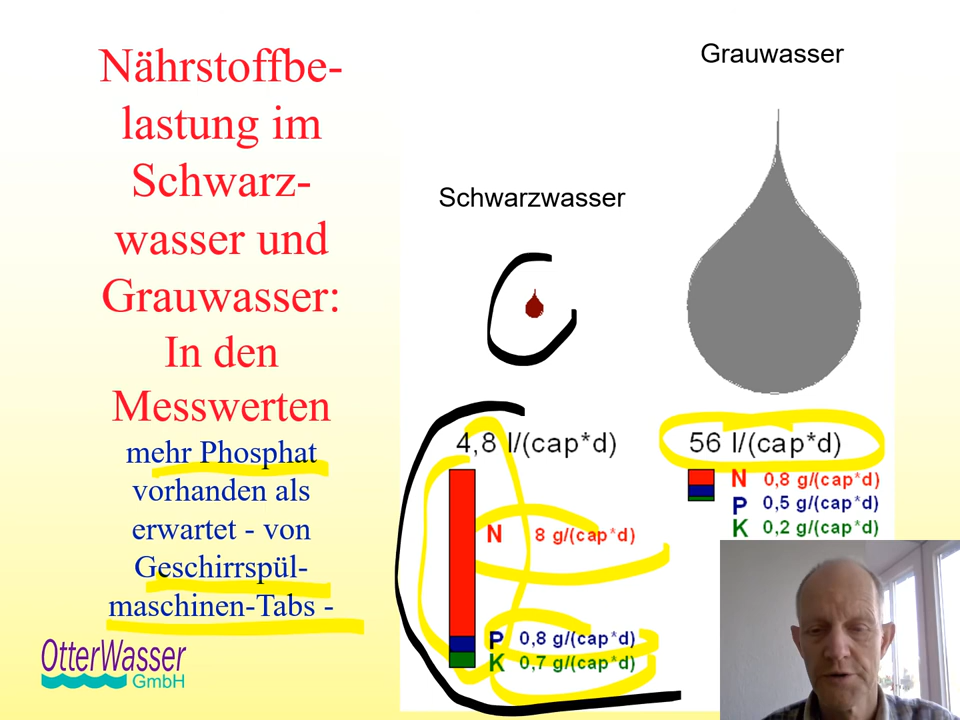 Nährstoffbe-
lastung im
Schwarz-
wasser und
Grauwasser:
In den
Messwerten
mehr Phosphat
vorhanden als
erwartet - von
Geschirrspül-
maschinen-Tabs -
OtterWasser
GmbH
Schwarzwasser
4,8 l/(cap*d)
N 8 g/(cap*d)
P 0,8 g/(cap*d)
K 0,7 g/(cap*d)
Grauwasser
56 l/(cap*d)
N 0,8 g/(cap*d)
P 0,5 g/(cap*d)
K 0,2 g/(cap*d)